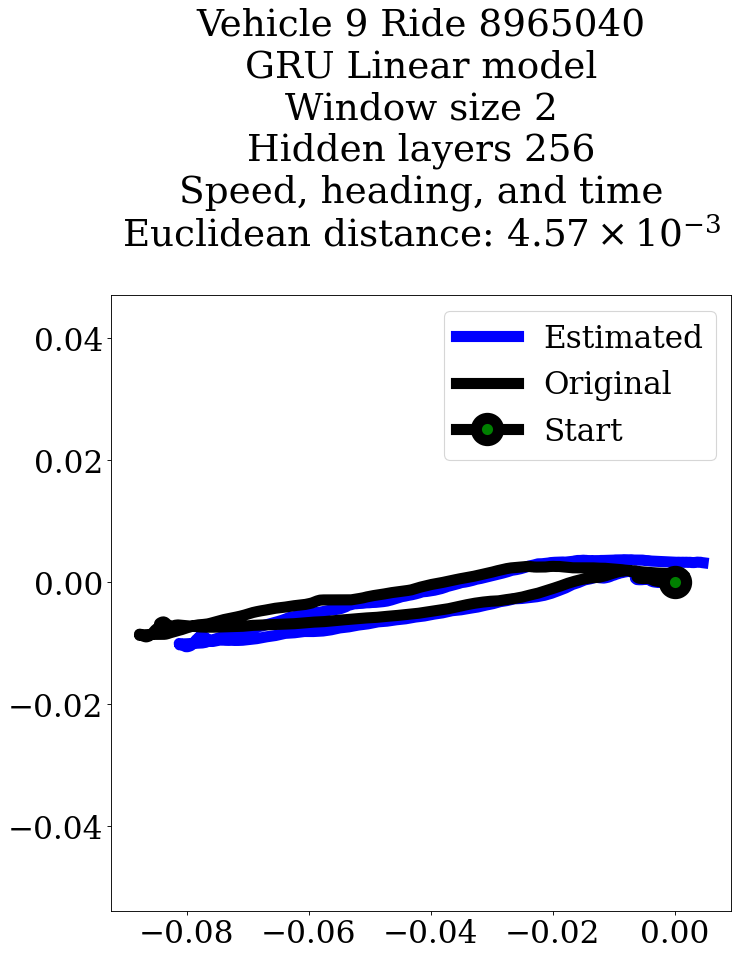 Vehicle 9 Ride 8965040
GRU Linear model
Window size 2
Hidden layers 256
Speed, heading, and time
Euclidean distance: 4.57 × 10⁻³
Estimated
Original
Start
0.04
0.02
0.00
−0.02
−0.04
−0.08 −0.06 −0.04 −0.02 0.00